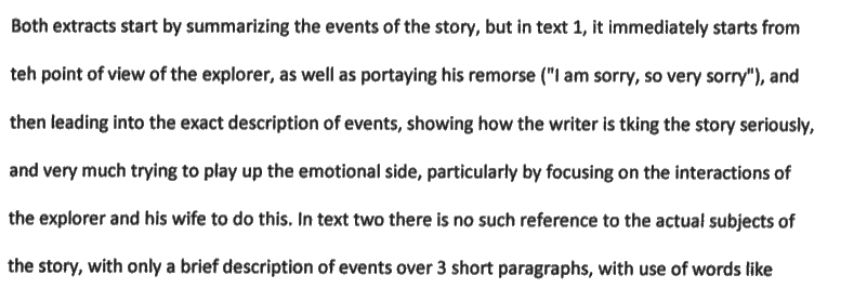 Both extracts start by summarizing the events of the story, but in text 1, it immediately starts from
teh point of view of the explorer, as well as portaying his remorse ("I am sorry, so very sorry"), and
then leading into the exact description of events, showing how the writer is tking the story seriously,
and very much trying to play up the emotional side, particularly by focusing on the interactions of
the explorer and his wife to do this. In text two there is no such reference to the actual subjects of
the story, with only a brief description of events over 3 short paragraphs, with use of words like